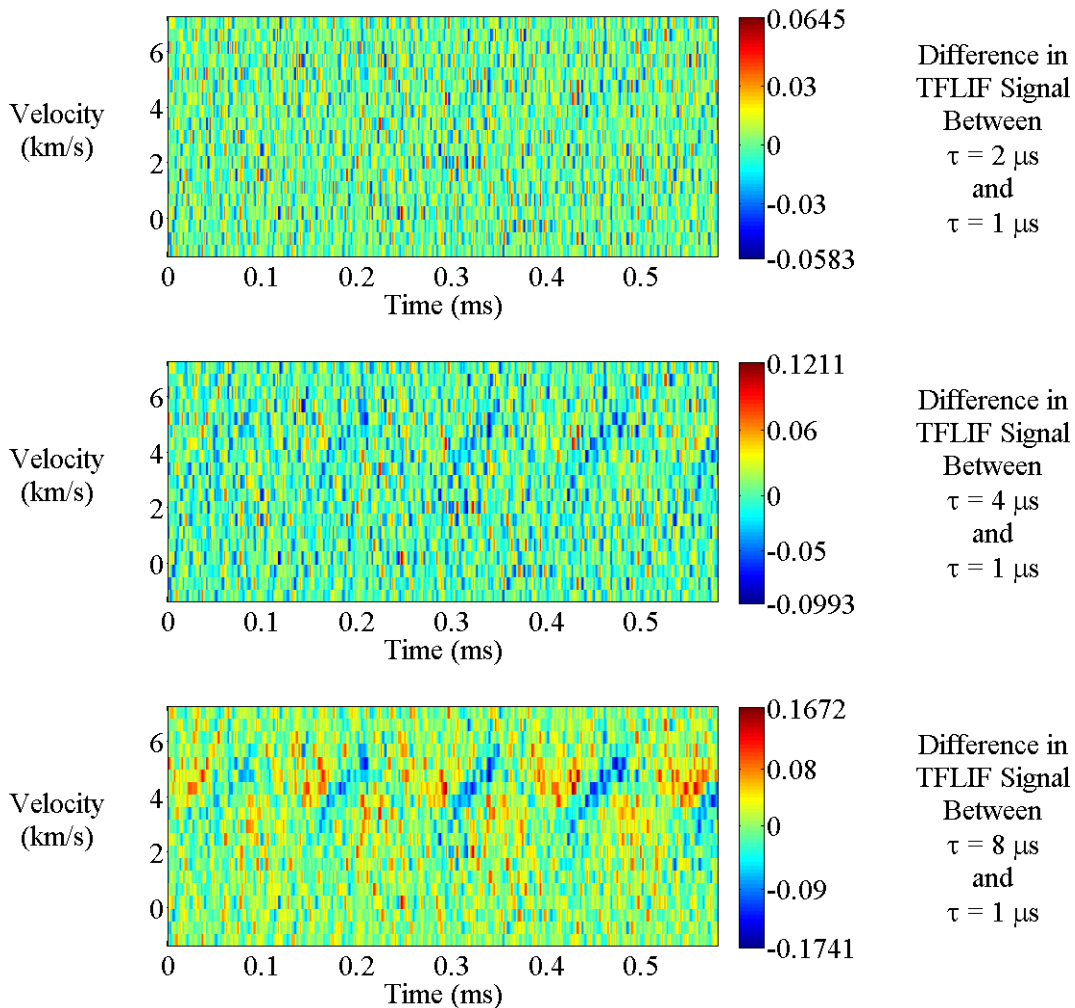 0.0645
6
0.03
Velocity
(km/s)
4
0
2
-0.03
0
-0.0583
0 0.1 0.2 0.3 0.4 0.5
Time (ms)
Difference in
TFLIF Signal
Between
τ = 2 μs
and
τ = 1 μs
0.1211
6
0.06
Velocity
(km/s)
4
0
2
-0.05
0
-0.0993
0 0.1 0.2 0.3 0.4 0.5
Time (ms)
Difference in
TFLIF Signal
Between
τ = 4 μs
and
τ = 1 μs
0.1672
6
0.08
Velocity
(km/s)
4
0
2
-0.09
0
-0.1741
0 0.1 0.2 0.3 0.4 0.5
Time (ms)
Difference in
TFLIF Signal
Between
τ = 8 μs
and
τ = 1 μs